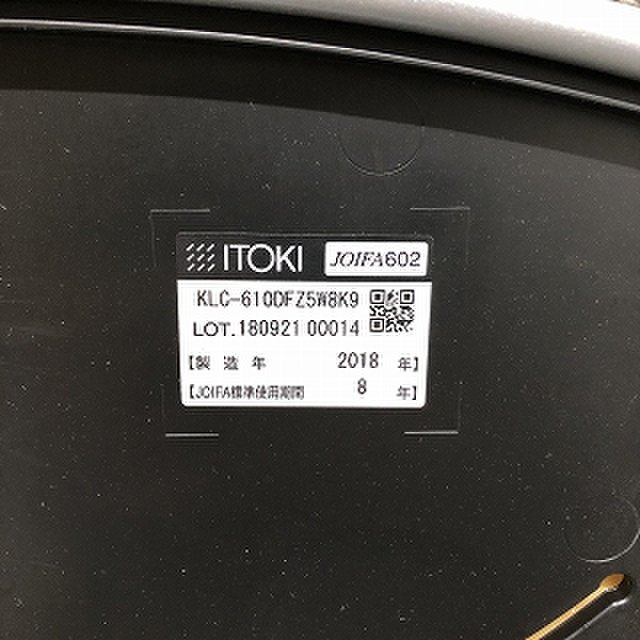 ITOKI JOIFA602
KLC-610DFZ5W8K9
LOT.180921 00014
【製造年 2018 年】
【JOIFA標準使用期間 8 年】